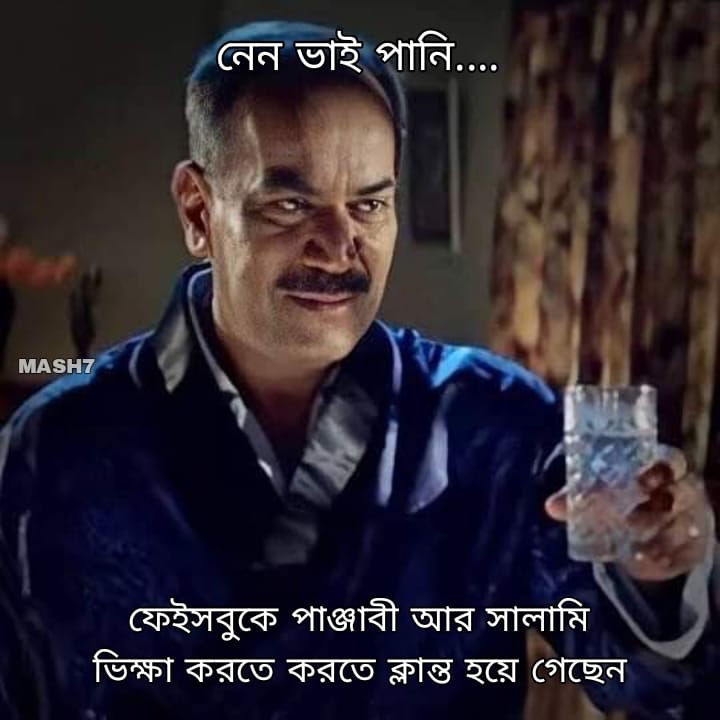 নেন ভাই পানি....
MASH7
ফেইসবুকে পাঞ্জাবী আর সালামি
ভিক্ষা করতে করতে ক্লান্ত হয়ে গেছেন